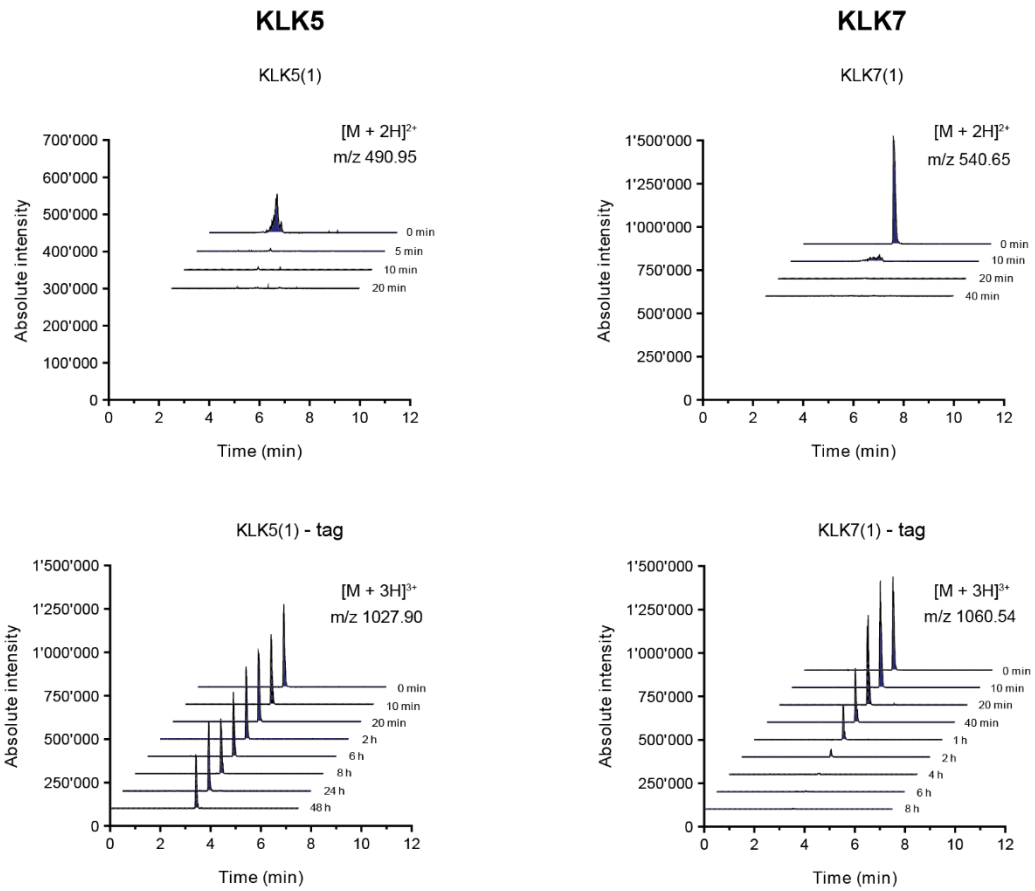 KLK5
KLK7
KLK5(1)
KLK7(1)
[M + 2H]²⁺
m/z 490.95
700'000
600'000
500'000
400'000
300'000
200'000
100'000
0
Absolute intensity
0 min
5 min
10 min
20 min
0 2 4 6 8 10 12
Time (min)
[M + 2H]²⁺
m/z 540.65
1'500'000
1'250'000
1'000'000
750'000
500'000
250'000
0
Absolute intensity
0 min
10 min
20 min
40 min
0 2 4 6 8 10 12
Time (min)
KLK5(1) - tag
KLK7(1) - tag
[M + 3H]³⁺
m/z 1027.90
1'500'000
1'250'000
1'000'000
750'000
500'000
250'000
0
Absolute intensity
0 min
10 min
20 min
2 h
6 h
8 h
24 h
48 h
0 2 4 6 8 10 12
Time (min)
[M + 3H]³⁺
m/z 1060.54
1'500'000
1'250'000
1'000'000
750'000
500'000
250'000
0
Absolute intensity
0 min
10 min
20 min
40 min
1 h
2 h
4 h
6 h
8 h
0 2 4 6 8 10 12
Time (min)